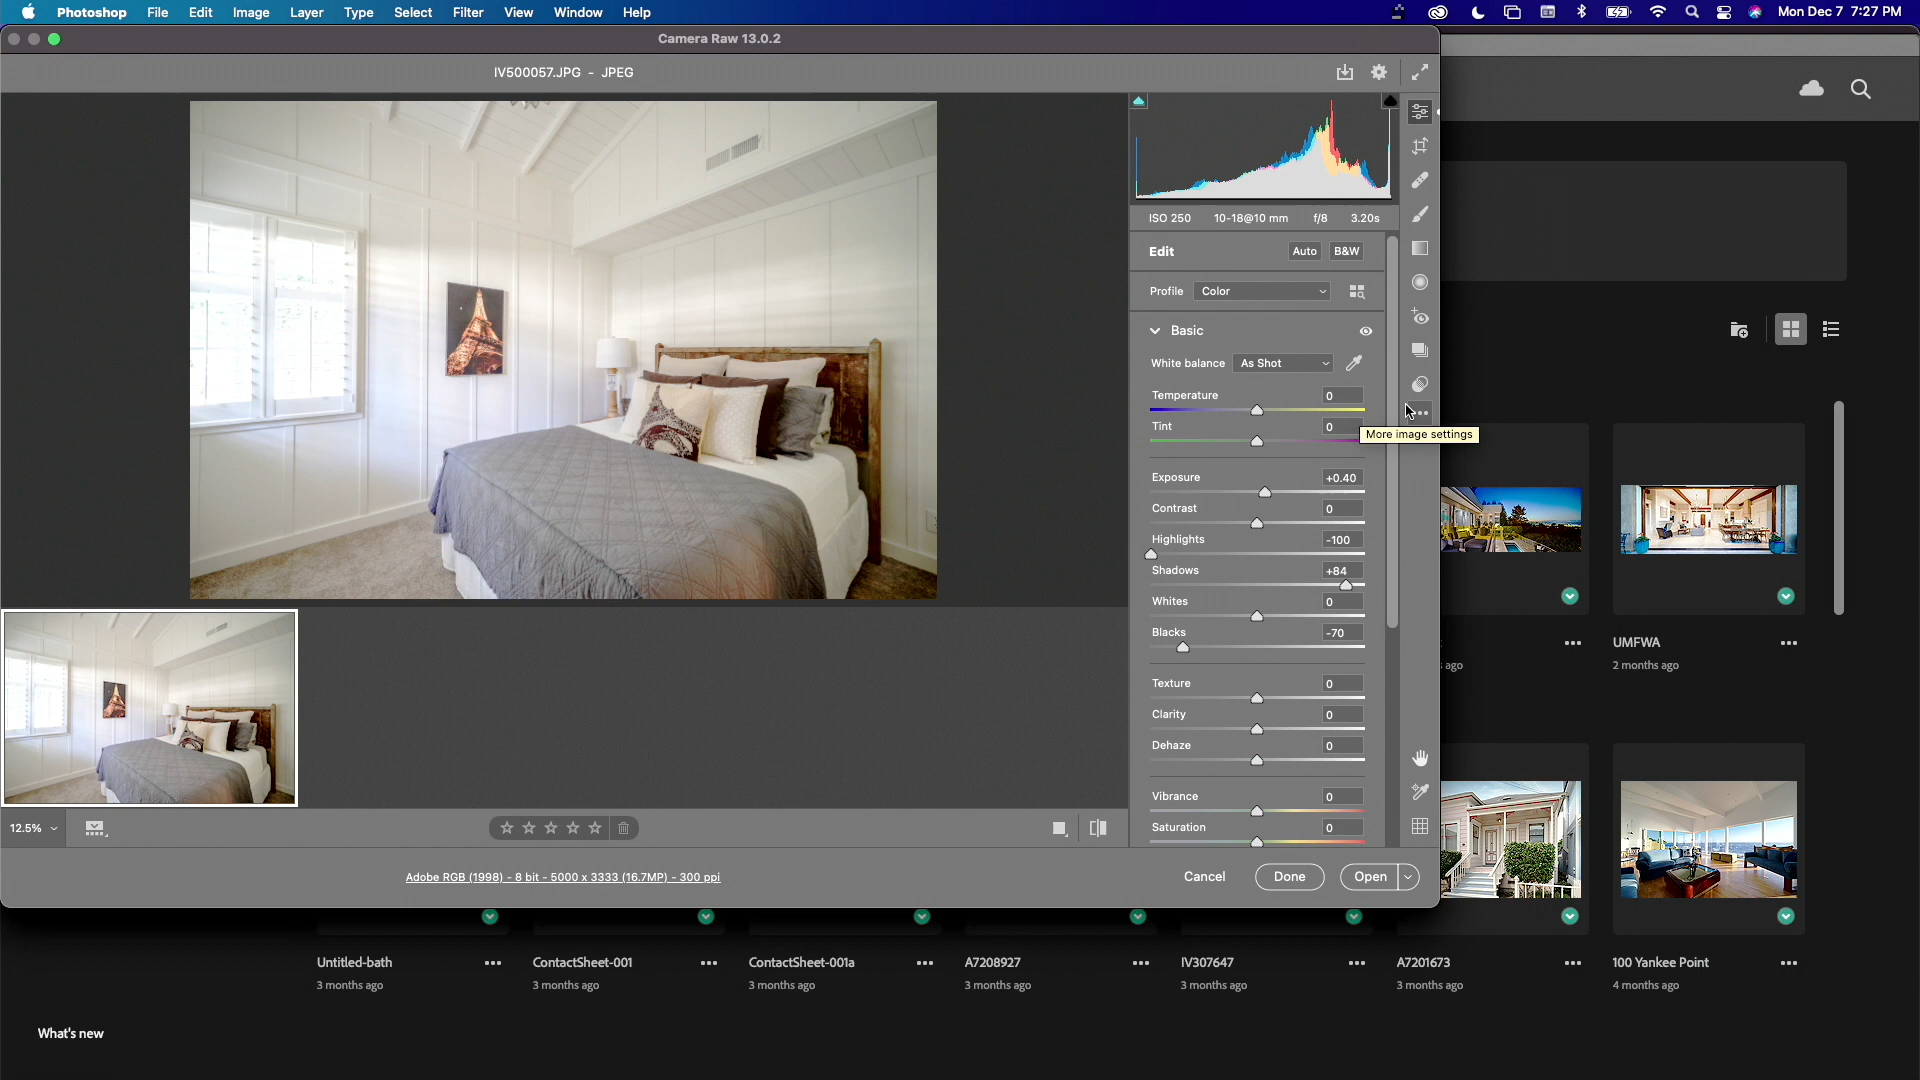 Photoshop File Edit Image Layer Type Select Filter View Window Help Mon Dec 7 7:27 PM
Camera Raw 13.0.2
IV500057.JPG - JPEG
ISO 250 10-18@10 mm f/8 3.20s
Edit Auto B&W
Profile Color
Basic
White balance As Shot
Temperature 0
Tint 0
More image settings
Exposure +0.40
Contrast 0
Highlights -100
Shadows +84
Whites 0
Blacks -70
Texture 0
Clarity 0
Dehaze 0
Vibrance 0
Saturation 0
12.5%
Adobe RGB (1998) - 8 bit - 5000 x 3333 (16.7MP) - 300 ppi
Cancel Done Open
UMFWA
ago 2 months ago
Untitled-bath ContactSheet-001 ContactSheet-001a A7208927 IV307647 A7201673 100 Yankee Point
3 months ago 3 months ago 3 months ago 3 months ago 3 months ago 3 months ago 4 months ago
What's new